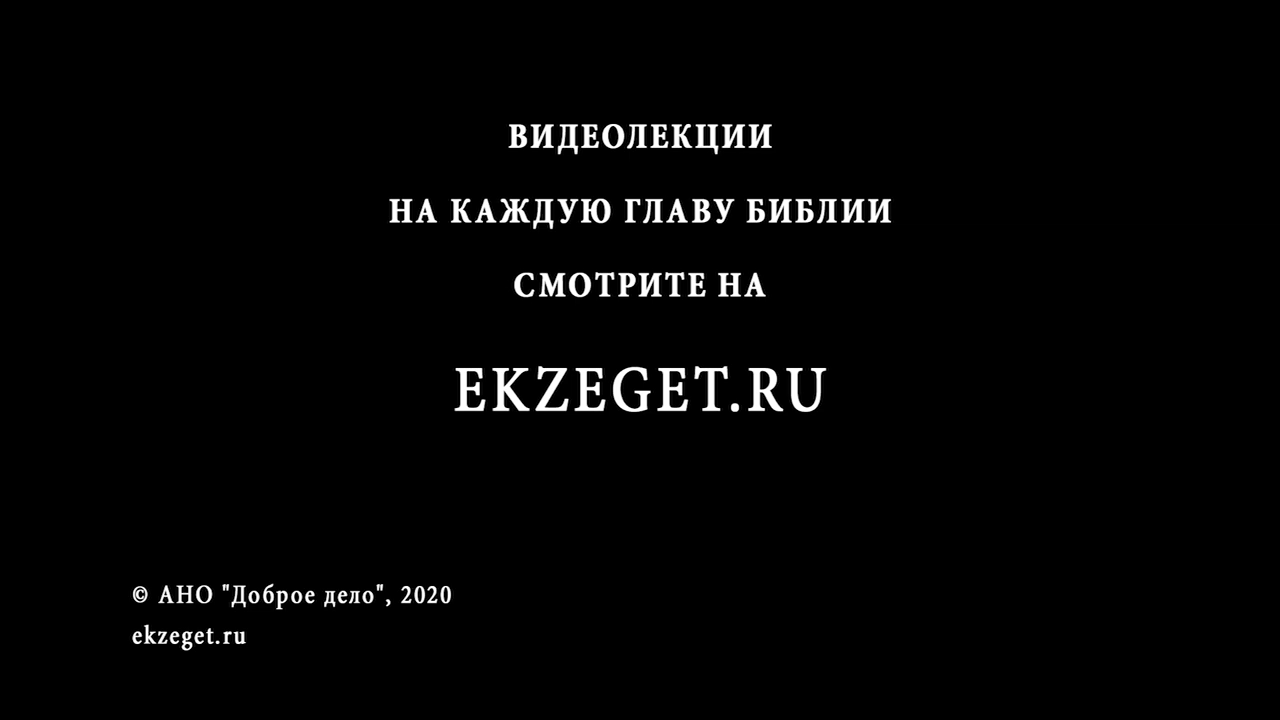 ВИДЕОЛЕКЦИИ
НА КАЖДУЮ ГЛАВУ БИБЛИИ
СМОТРИТЕ НА
EKZEGET.RU
© АНО "Доброе дело", 2020
ekzeget.ru